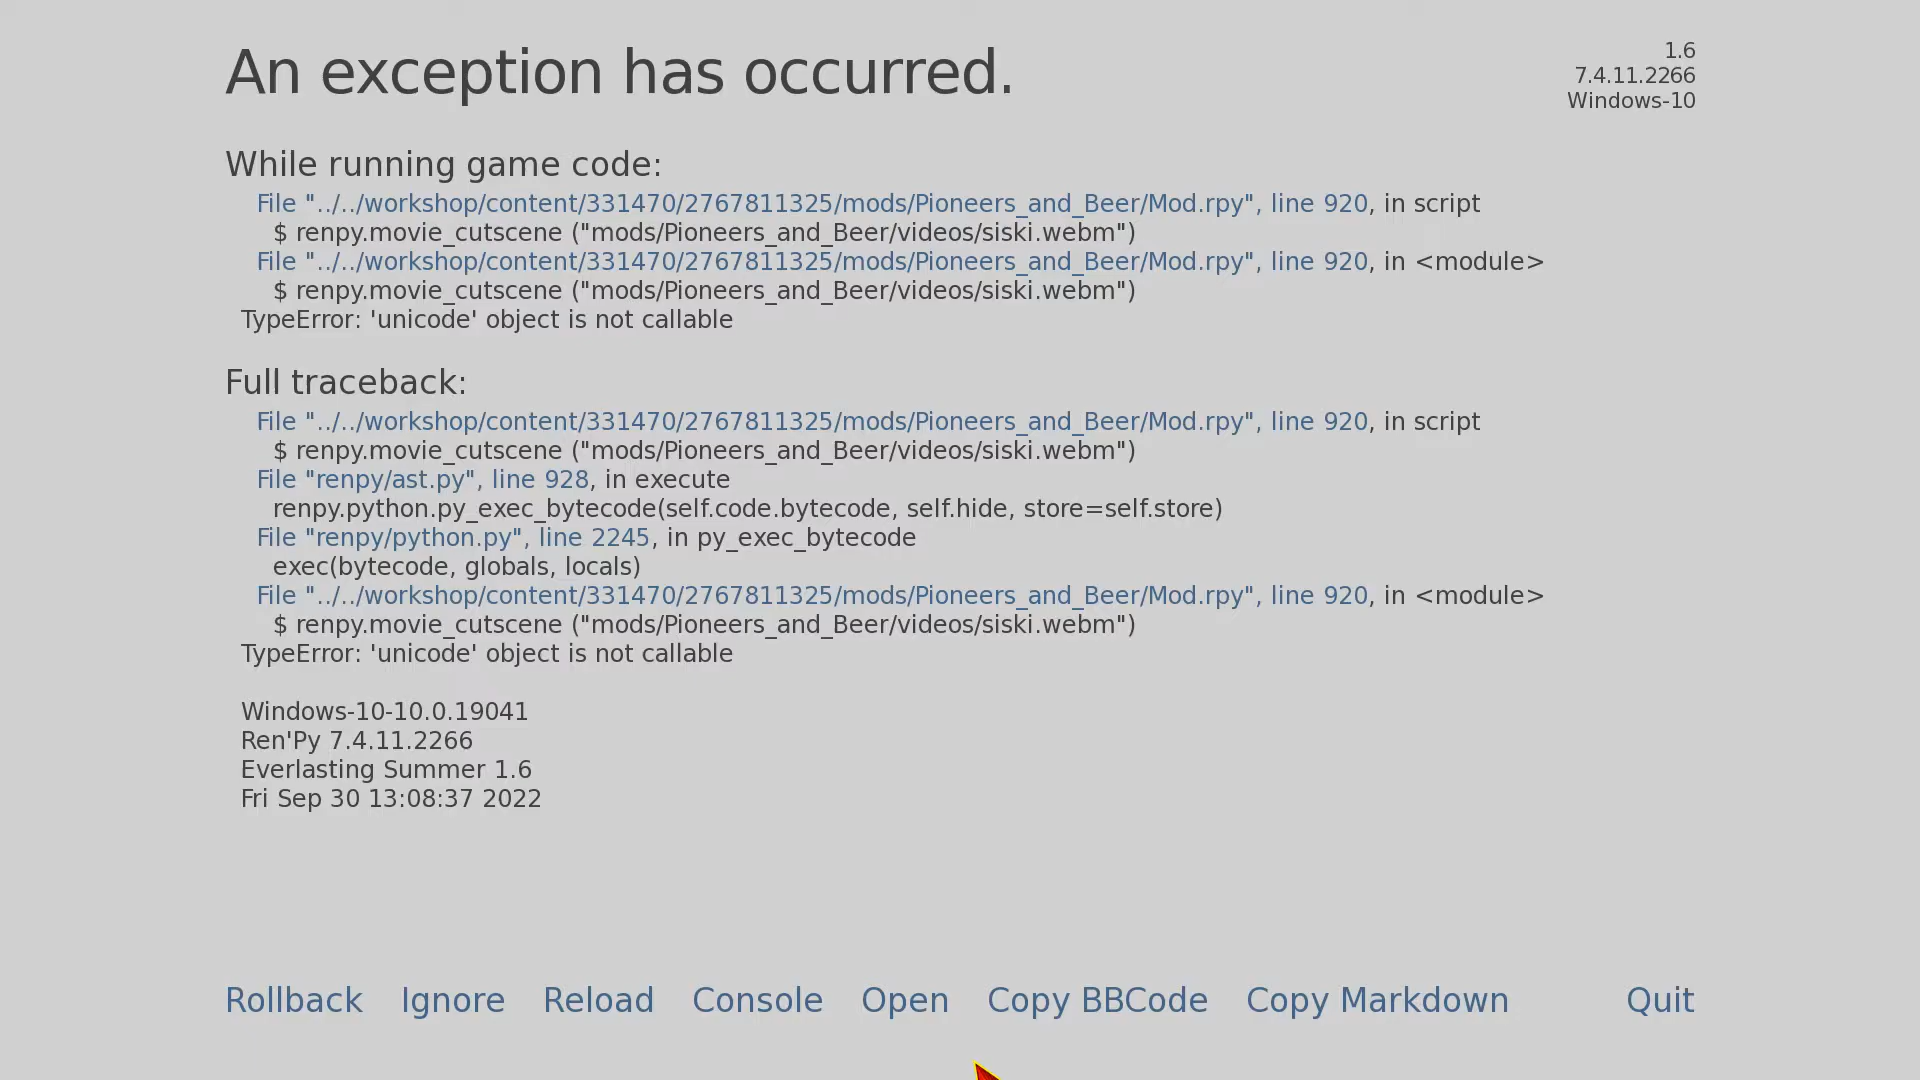 An exception has occurred.
1.6
7.4.11.2266
Windows-10
While running game code:
File "../../workshop/content/331470/2767811325/mods/Pioneers_and_Beer/Mod.rpy", line 920, in script
$ renpy.movie_cutscene ("mods/Pioneers_and_Beer/videos/siski.webm")
File "../../workshop/content/331470/2767811325/mods/Pioneers_and_Beer/Mod.rpy", line 920, in <module>
$ renpy.movie_cutscene ("mods/Pioneers_and_Beer/videos/siski.webm")
TypeError: 'unicode' object is not callable
Full traceback:
File "../../workshop/content/331470/2767811325/mods/Pioneers_and_Beer/Mod.rpy", line 920, in script
$ renpy.movie_cutscene ("mods/Pioneers_and_Beer/videos/siski.webm")
File "renpy/ast.py", line 928, in execute
renpy.python.py_exec_bytecode(self.code.bytecode, self.hide, store=self.store)
File "renpy/python.py", line 2245, in py_exec_bytecode
exec(bytecode, globals, locals)
File "../../workshop/content/331470/2767811325/mods/Pioneers_and_Beer/Mod.rpy", line 920, in <module>
$ renpy.movie_cutscene ("mods/Pioneers_and_Beer/videos/siski.webm")
TypeError: 'unicode' object is not callable
Windows-10-10.0.19041
Ren'Py 7.4.11.2266
Everlasting Summer 1.6
Fri Sep 30 13:08:37 2022
Rollback Ignore Reload Console Open Copy BBCode Copy Markdown Quit